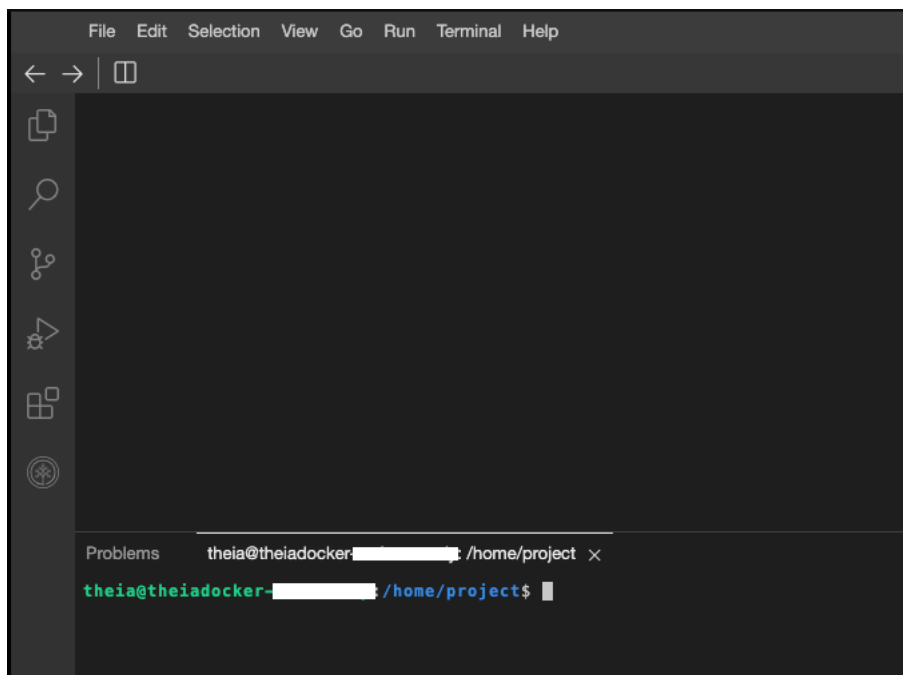 File Edit Selection View Go Run Terminal Help
Problems theia@theiadocker- : /home/project ×
theia@theiadocker- :/home/project$